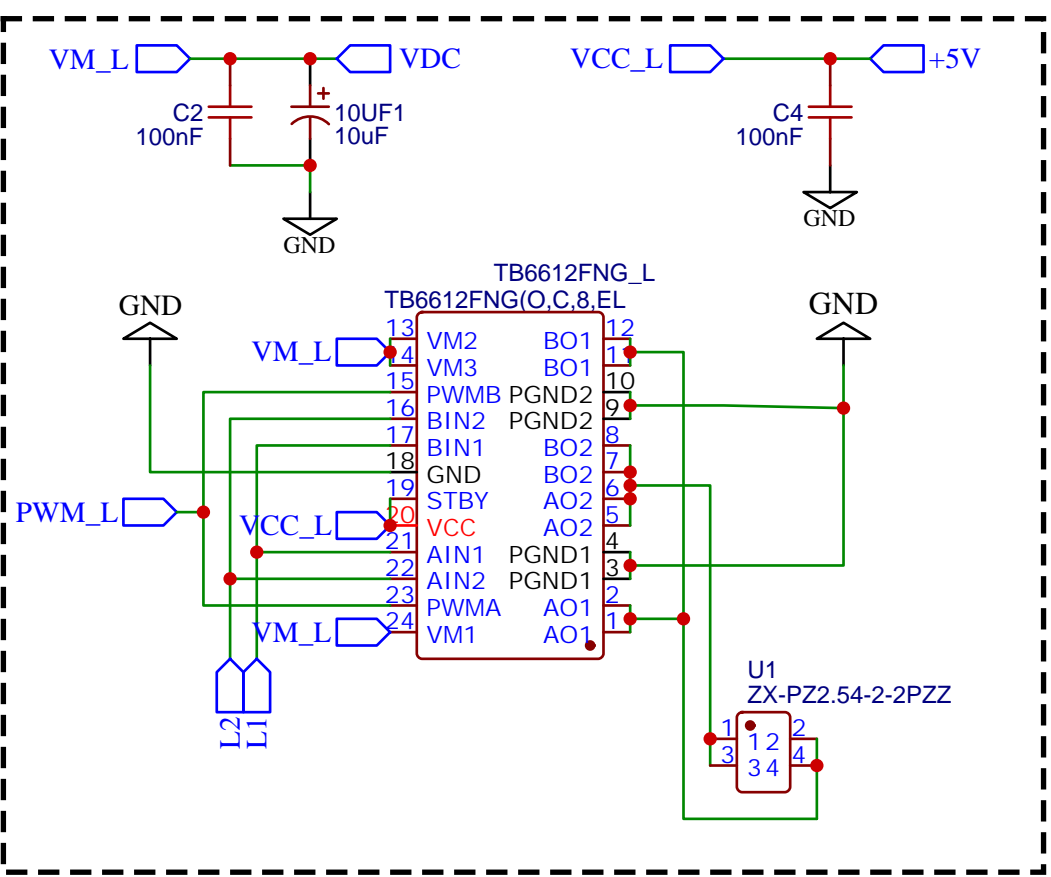 VM_L
VDC
VCC_L
+5V
C2
100nF
+
10UF1
10uF
C4
100nF
GND
GND
TB6612FNG_L
TB6612FNG(O,C,8,EL
GND
GND
13 VM2 BO1 12
VM_L
14 VM3 BO1 11
15 PWMB PGND2 10
16 BIN2 PGND2 9
17 BIN1 BO2 8
18 GND BO2 7
19 STBY AO2 6
PWM_L
VCC_L
20 VCC AO2 5
21 AIN1 PGND1 4
22 AIN2 PGND1 3
23 PWMA AO1 2
VM_L
24 VM1 AO1 1
L2
L1
U1
ZX-PZ2.54-2-2PZZ
1 1 2 2
3 3 4 4